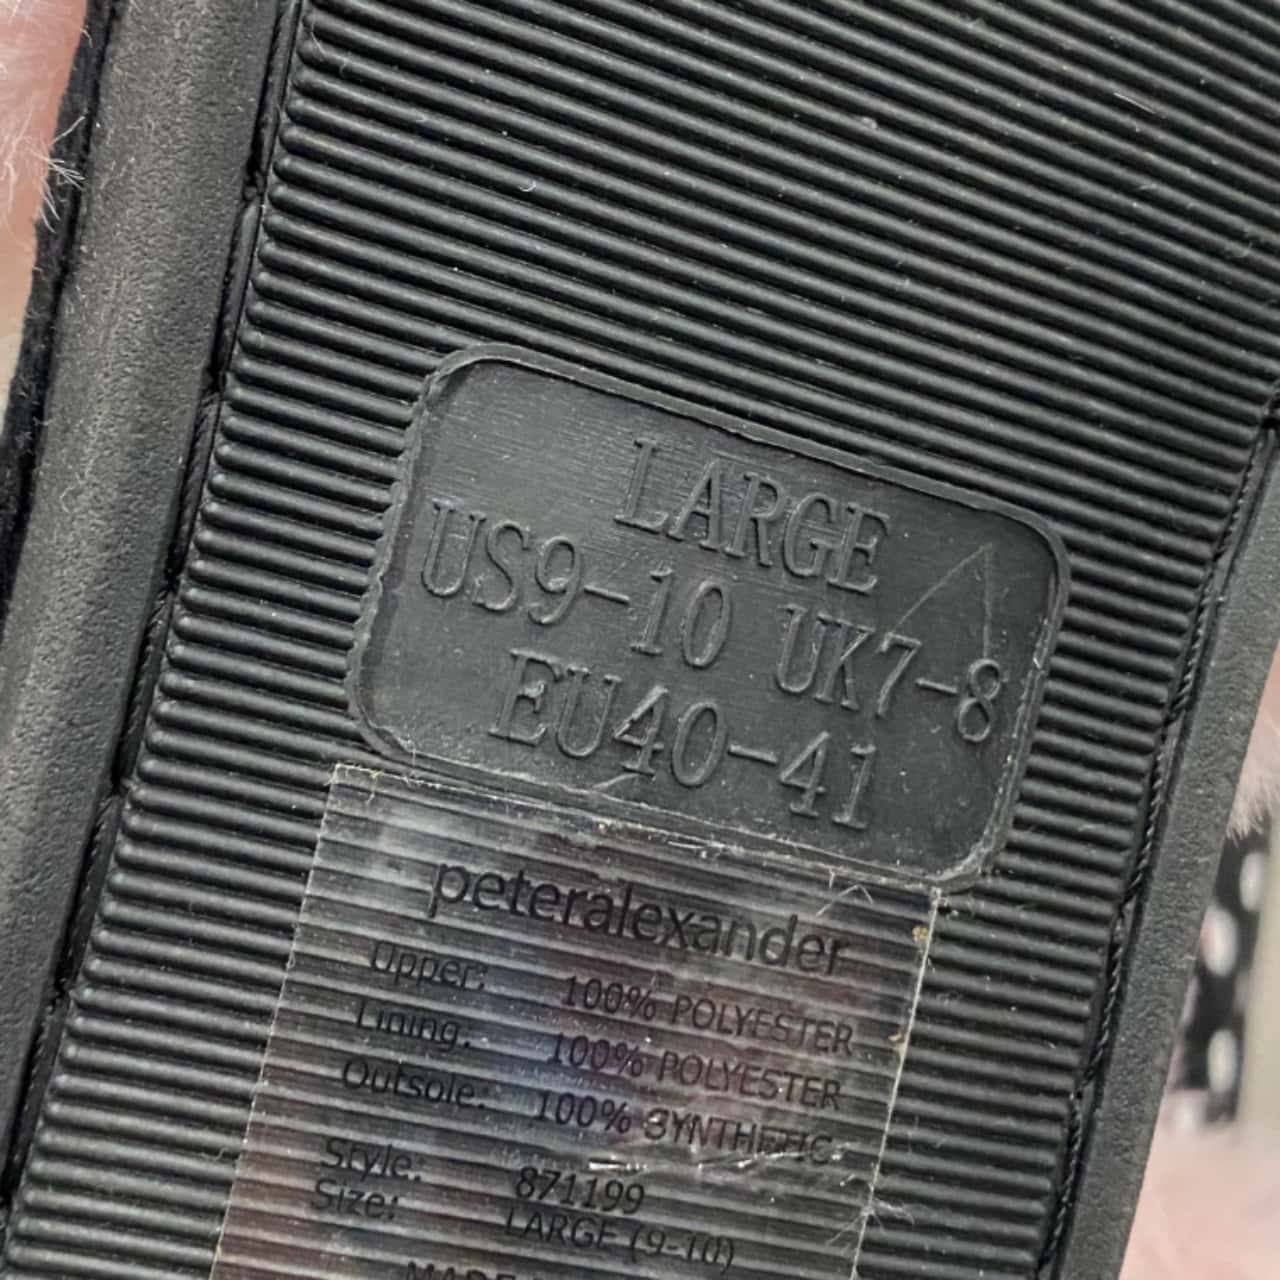 LARGE
US9-10 UK7-8
EU40-41
peteralexander
Upper: 100% POLYESTER
Lining: 100% POLYESTER
Outsole: 100% SYNTHETIC
Style: 871199
Size: LARGE (9-10)
MADE